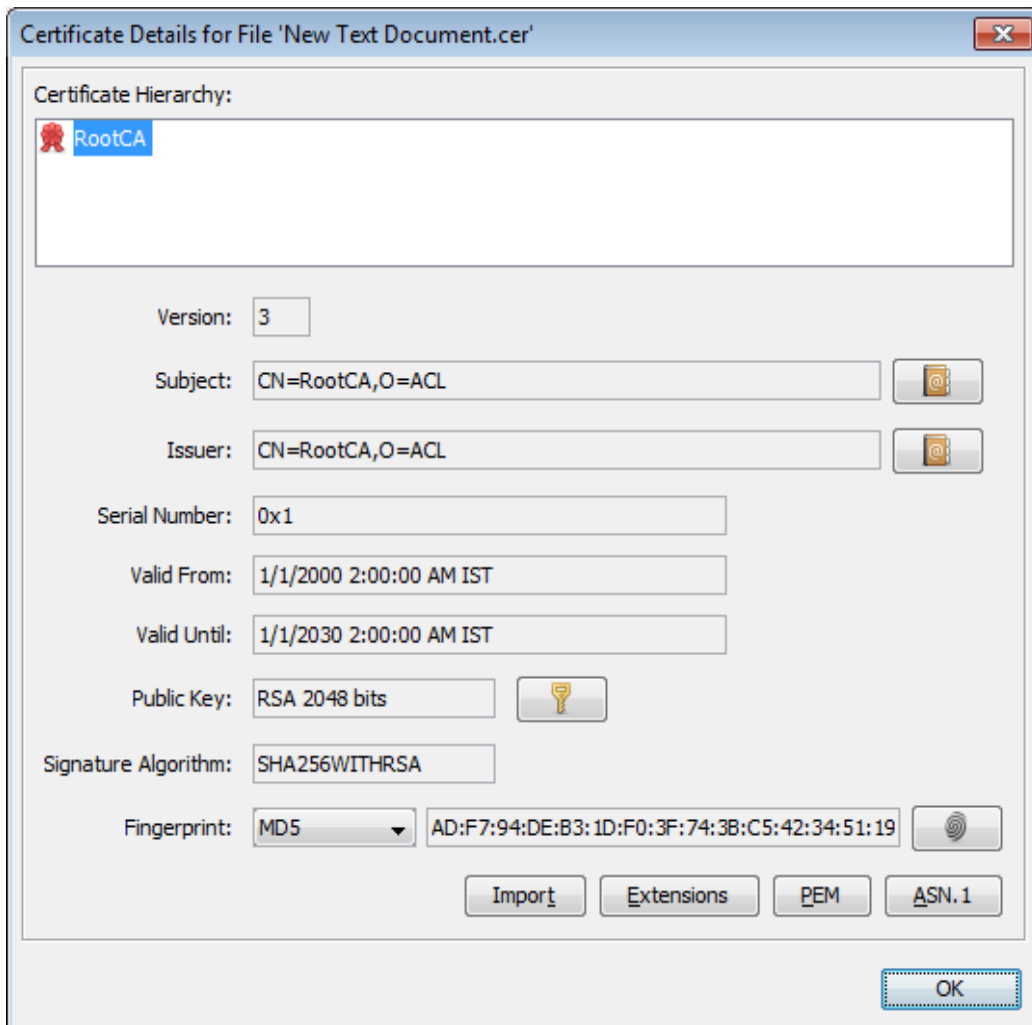 Certificate Details for File 'New Text Document.cer'
Certificate Hierarchy:
RootCA
Version: 3
Subject: CN=RootCA,O=ACL
Issuer: CN=RootCA,O=ACL
Serial Number: 0x1
Valid From: 1/1/2000 2:00:00 AM IST
Valid Until: 1/1/2030 2:00:00 AM IST
Public Key: RSA 2048 bits
Signature Algorithm: SHA256WITHRSA
Fingerprint: MD5 AD:F7:94:DE:B3:1D:F0:3F:74:3B:C5:42:34:51:19
Import Extensions PEM ASN.1
OK